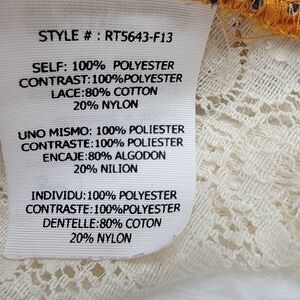 STYLE # : RT5643-F13
SELF: 100% POLYESTER
CONTRAST:100%POLYESTER
LACE:80% COTTON
20% NYLON
UNO MISMO: 100% POLIESTER
CONTRASTE:100% POLIESTER
ENCAJE:80% ALGODON
20% NILION
INDIVIDU:100% POLYESTER
CONTRASTE:100%POLYESTER
DENTELLE:80% COTON
20% NYLON